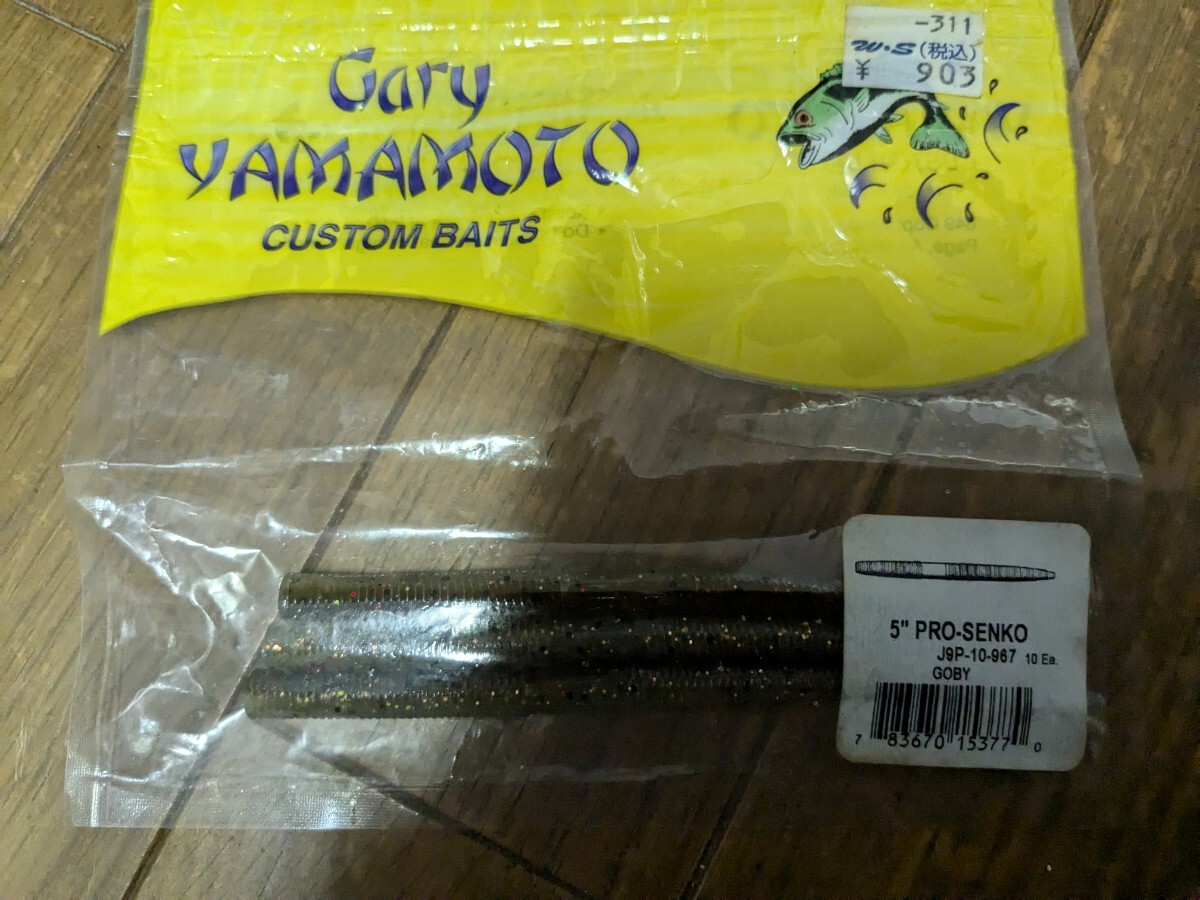 -311
W・S(税込)
¥ 903
Gary
YAMAMOTO
CUSTOM BAITS
5" PRO-SENKO
J9P-10-967 10 Ea.
GOBY
7 83670 15377 0